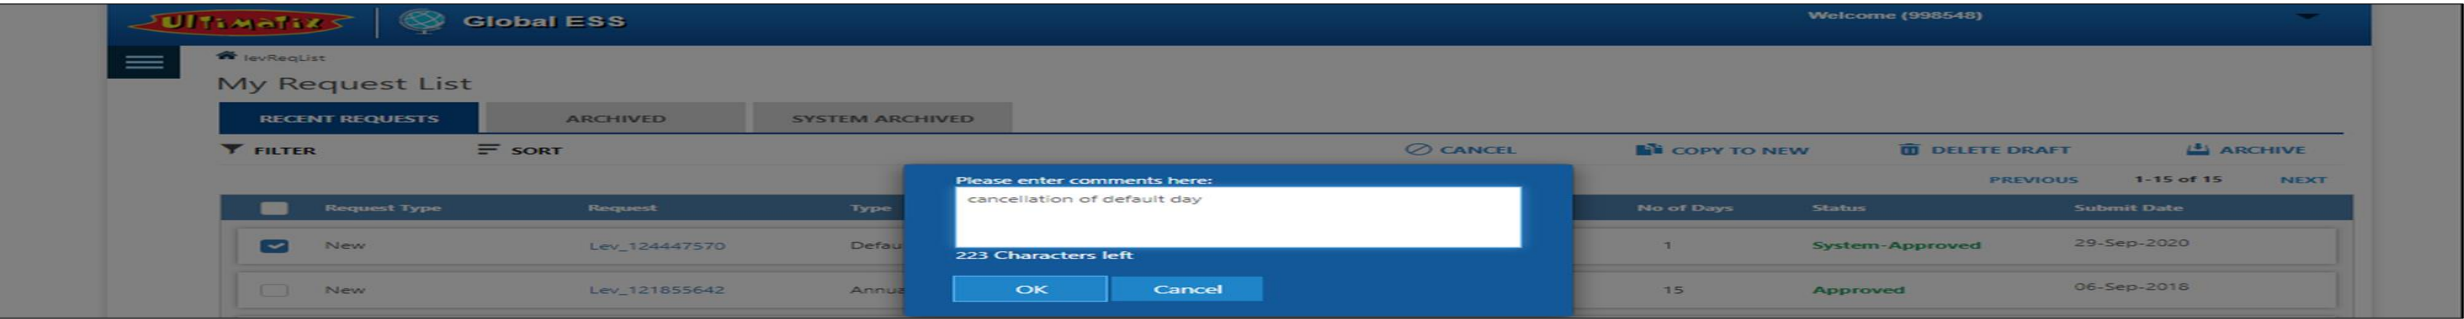 Ultimatix Global ESS Welcome (998548)
levReqList
My Request List
RECENT REQUESTS ARCHIVED SYSTEM ARCHIVED
FILTER SORT CANCEL COPY TO NEW DELETE DRAFT ARCHIVE
Please enter comments here: PREVIOUS 1-15 of 15 NEXT
cancellation of default day
Request Type Request Type No of Days Status Submit Date
New Lev_124447570 Defau 1 System-Approved 29-Sep-2020
223 Characters left
New Lev_121855642 Annua OK Cancel 15 Approved 06-Sep-2018